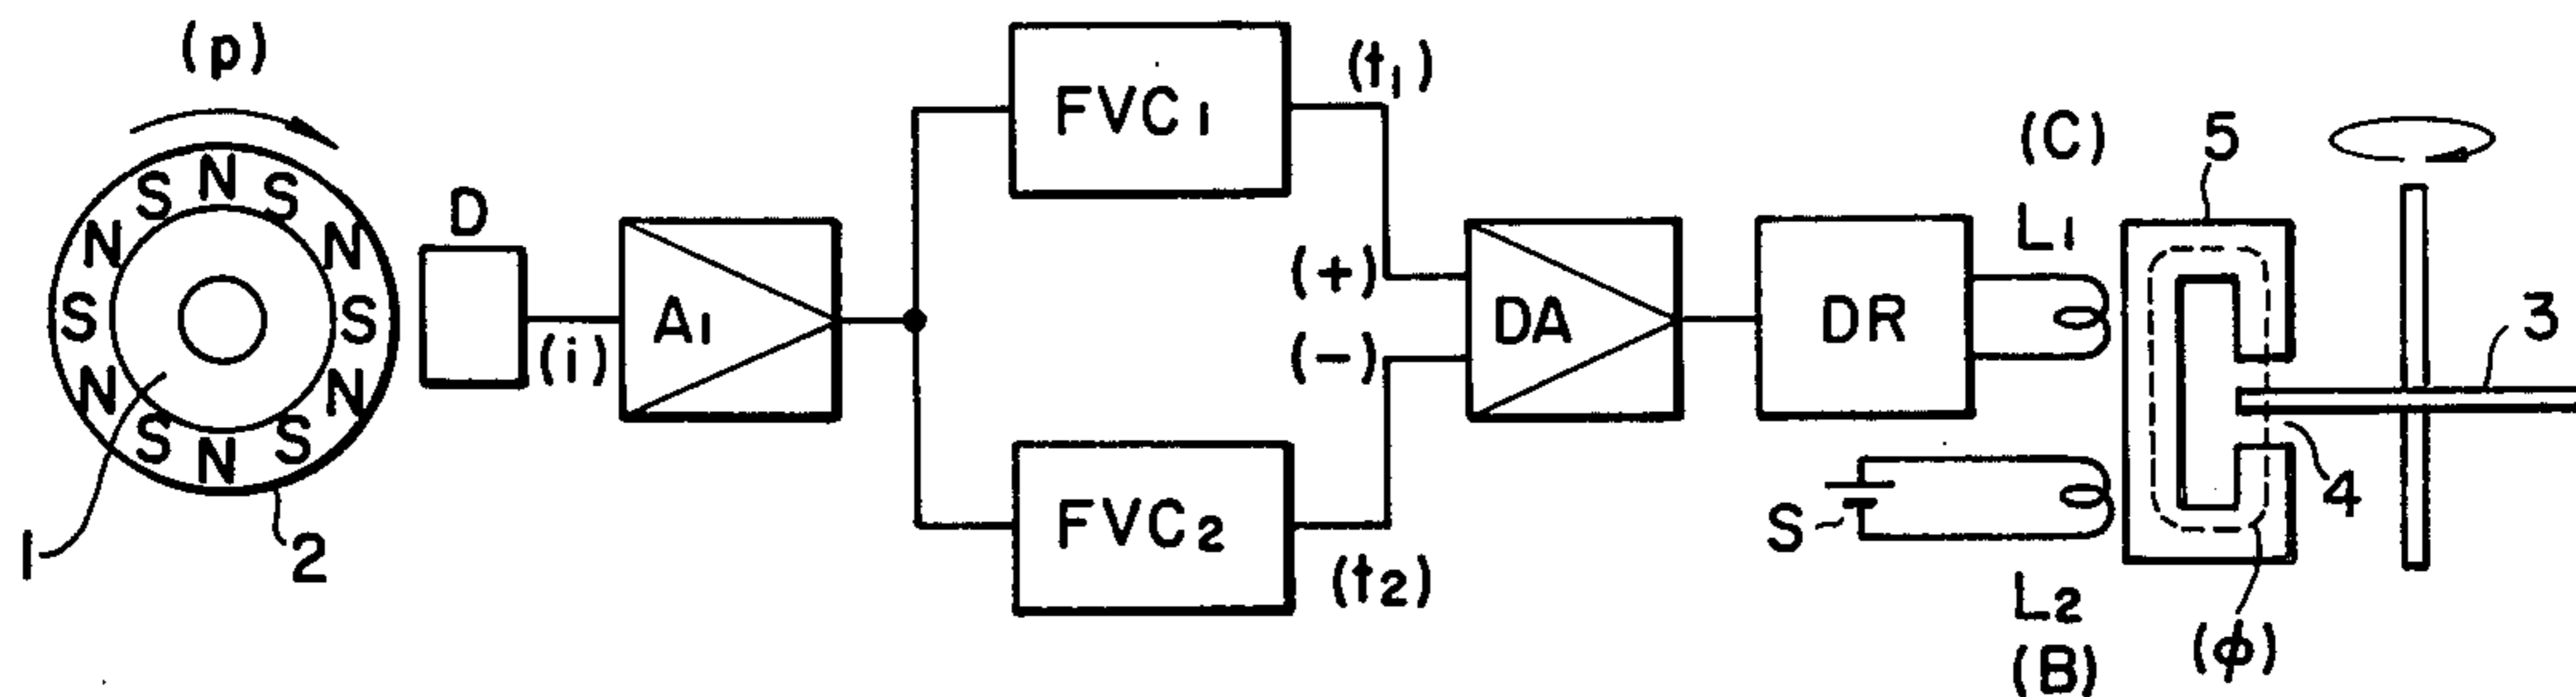 (p)
N S N S N S N S N S N S
1
2
D
(i)
A1
FVC1
(t1)
FVC2
(t2)
(+)
(-)
DA
DR
(C)
L1
S
L2
(B)
5
3
4
(ϕ)